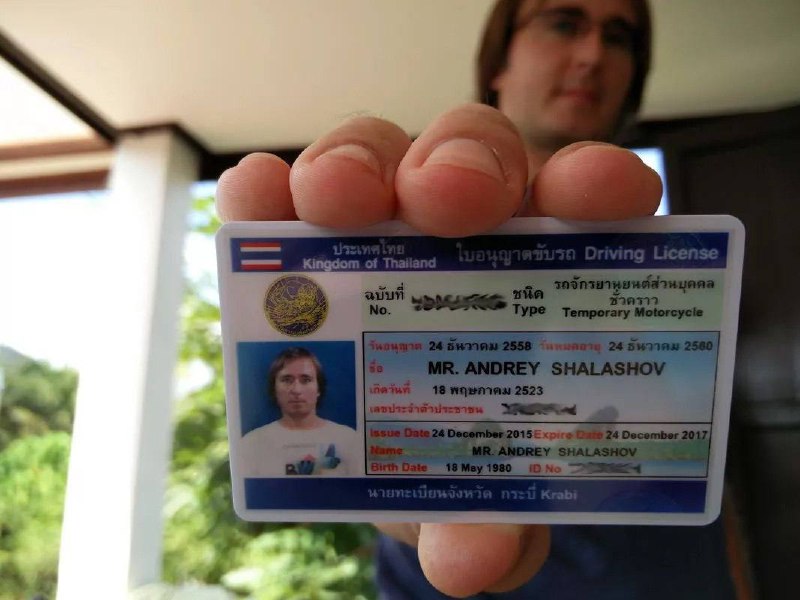 ประเทศไทย
Kingdom of Thailand
ใบอนุญาตขับรถ Driving License
ฉบับที่
No.
ชนิด
Type
รถจักรยานยนต์ส่วนบุคคล
ชั่วคราว
Temporary Motorcycle
วันอนุญาต 24 ธันวาคม 2558 วันหมดอายุ 24 ธันวาคม 2560
ชื่อ MR. ANDREY SHALASHOV
เกิดวันที่ 18 พฤษภาคม 2523
เลขประจำตัวประชาชน
Issue Date 24 December 2015 Expire Date 24 December 2017
Name MR. ANDREY SHALASHOV
Birth Date 18 May 1980 ID No
นายทะเบียนจังหวัด กระบี่ Krabi